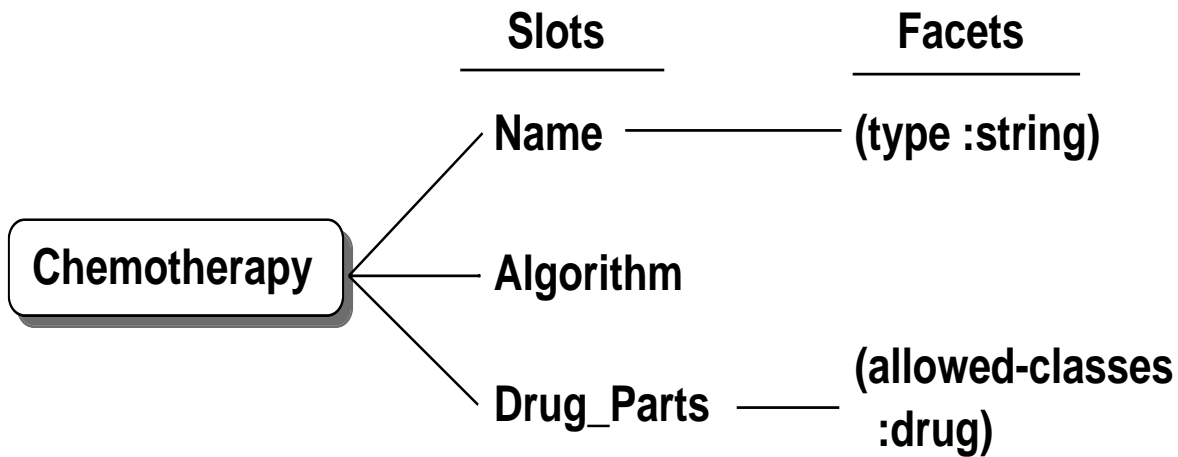 Slots Facets
Name (type :string)
Chemotherapy
Algorithm
Drug_Parts (allowed-classes
:drug)